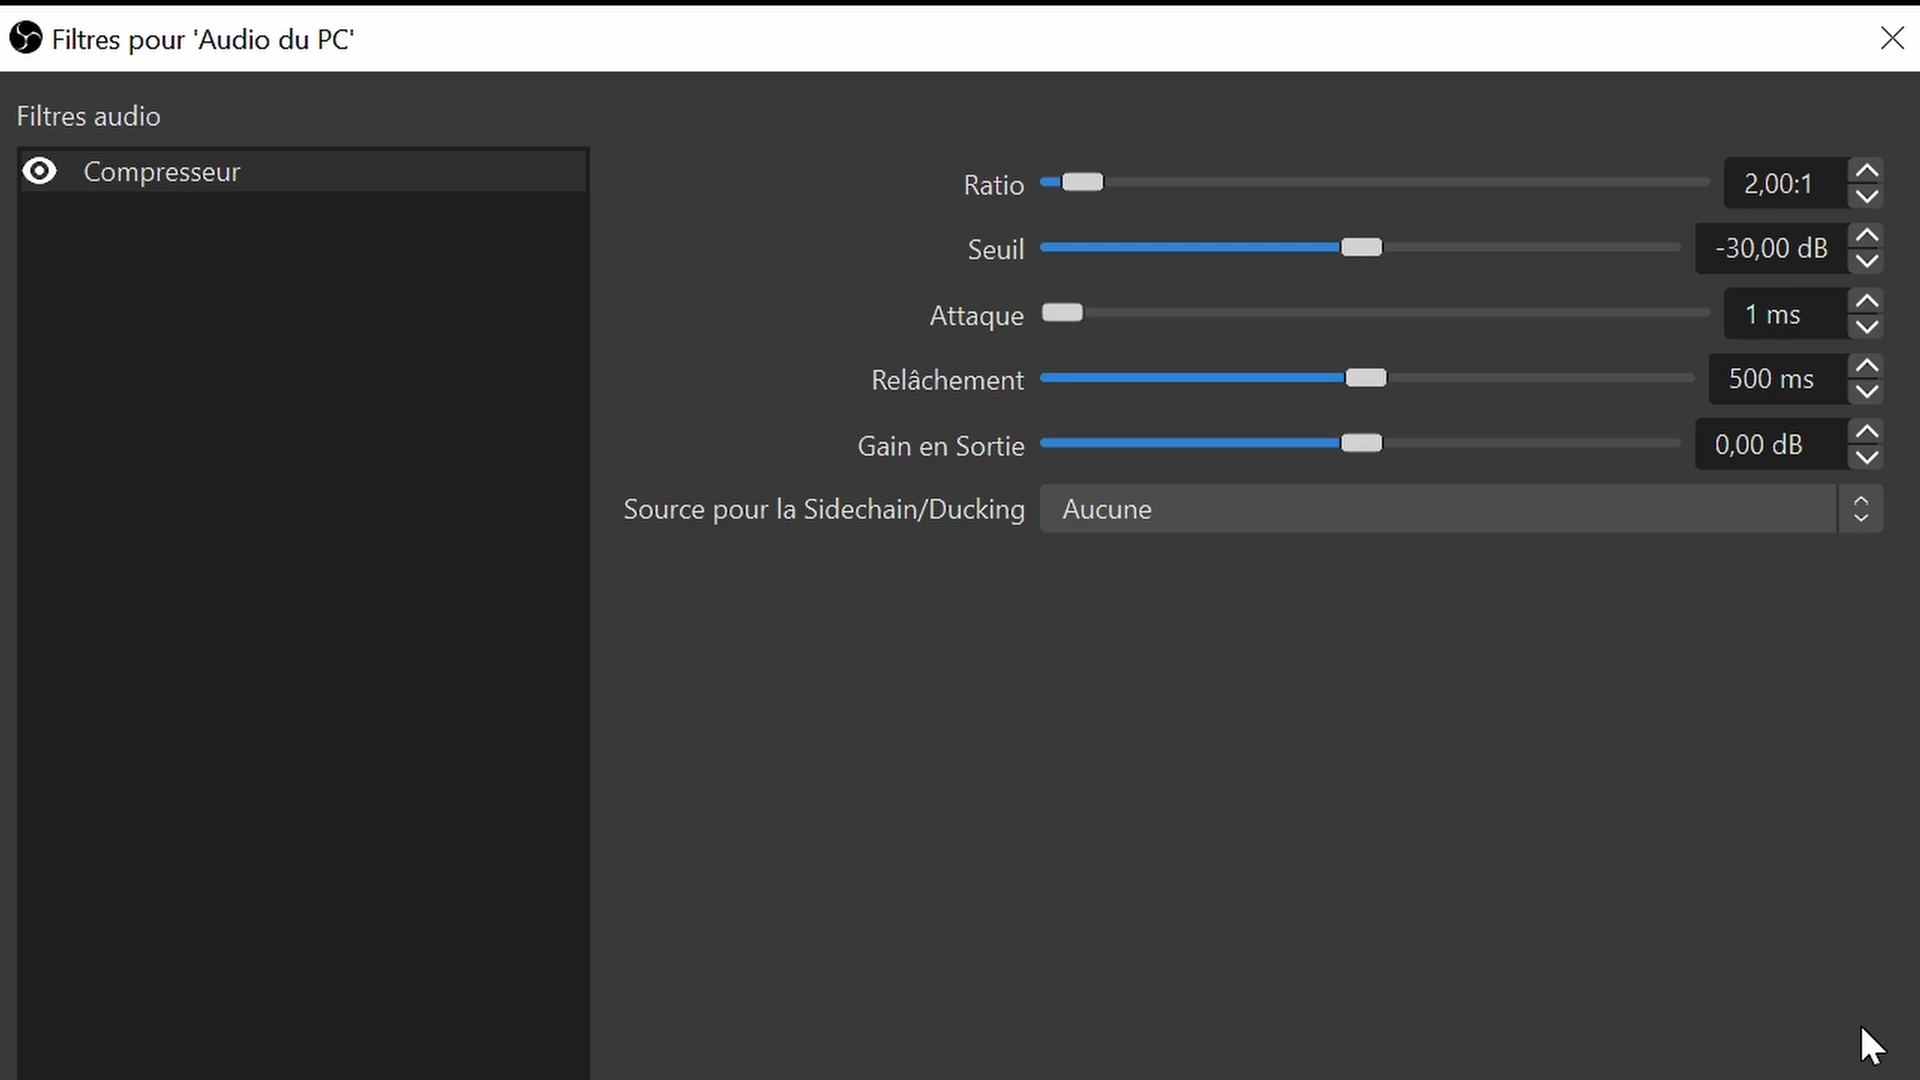 Filtres pour 'Audio du PC'
Filtres audio
Compresseur
Ratio 2,00:1
Seuil -30,00 dB
Attaque 1 ms
Relâchement 500 ms
Gain en Sortie 0,00 dB
Source pour la Sidechain/Ducking Aucune